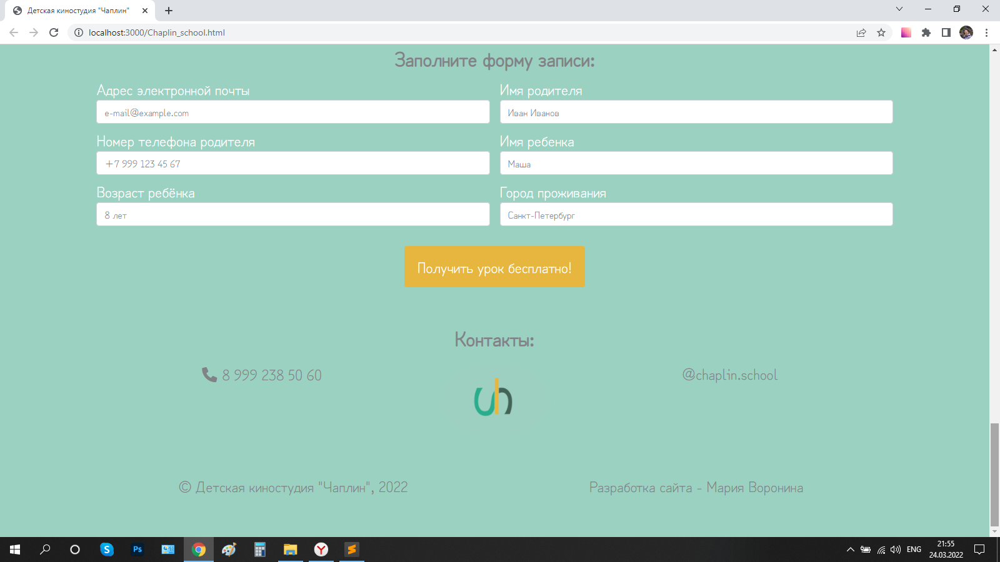 Детская киностудия "Чаплин"
localhost:3000/Chaplin_school.html
Заполните форму записи:
Адрес электронной почты
Имя родителя
e-mail@example.com
Иван Иванов
Номер телефона родителя
Имя ребенка
+7 999 123 45 67
Маша
Возраст ребёнка
Город проживания
8 лет
Санкт-Петербург
Получить урок бесплатно!
Контакты:
8 999 238 50 60
@chaplin.school
© Детская киностудия "Чаплин", 2022
Разработка сайта - Мария Воронина
Ps
ENG
21:55
24.03.2022